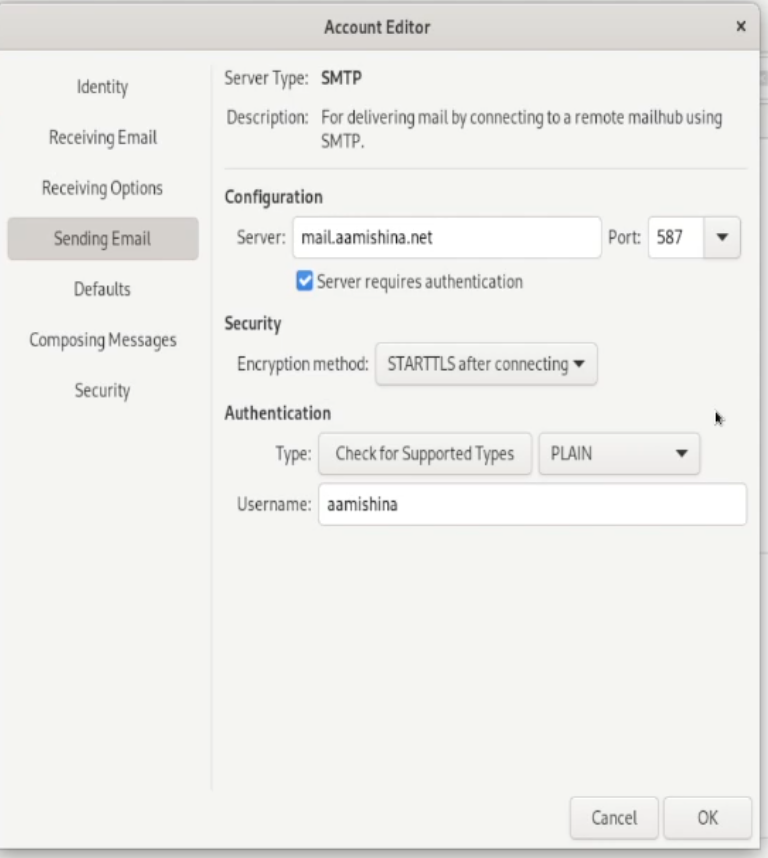 Account Editor
×
Identity
Receiving Email
Receiving Options
Sending Email
Defaults
Composing Messages
Security
Server Type: SMTP
Description: For delivering mail by connecting to a remote mailhub using
SMTP.
Configuration
Server: mail.aamishina.net Port: 587
Server requires authentication
Security
Encryption method: STARTTLS after connecting
Authentication
Type: Check for Supported Types PLAIN
Username: aamishina
Cancel OK